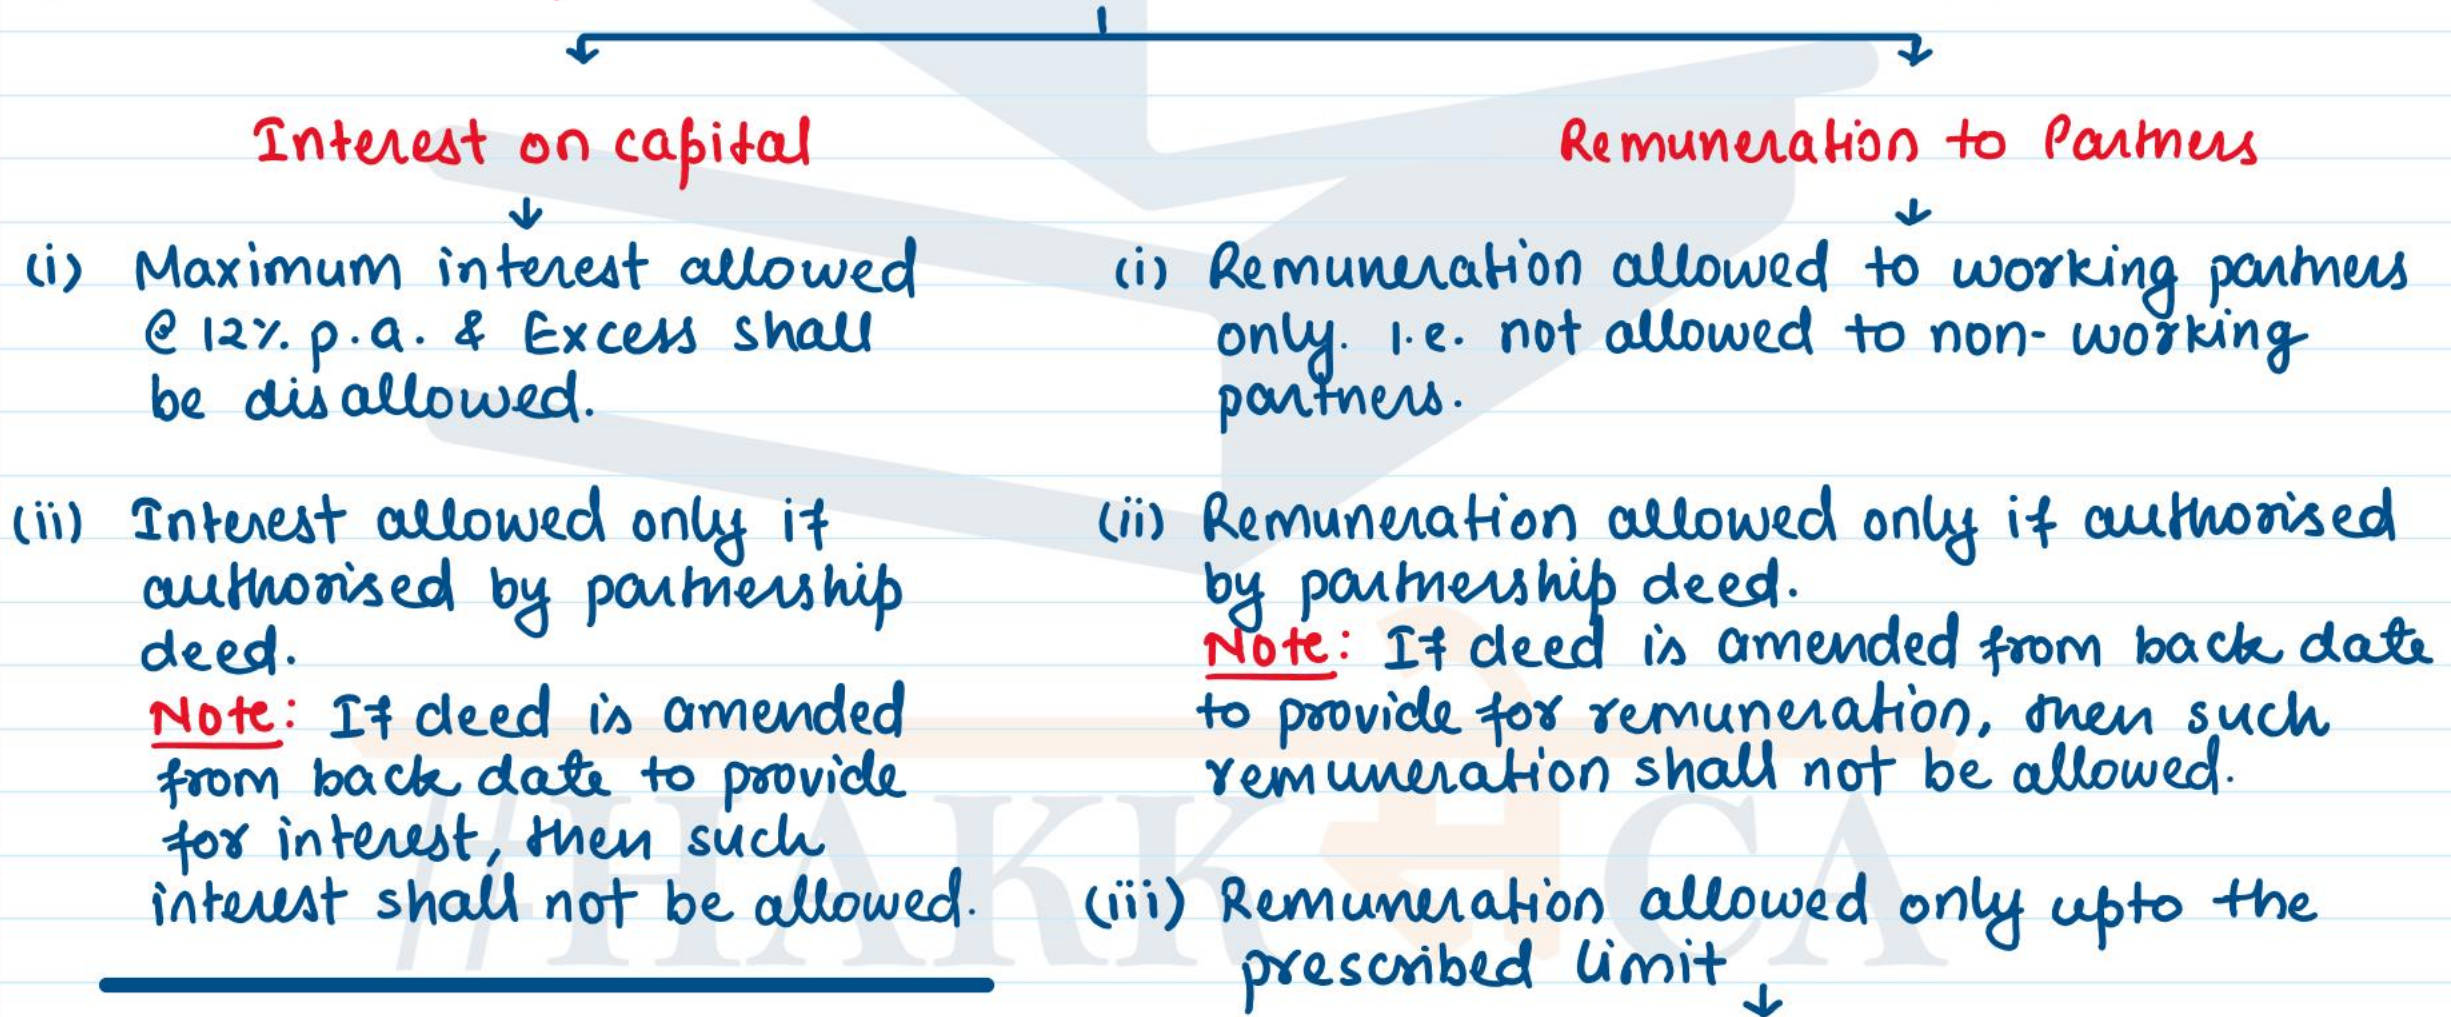 Interest on capital
(i) Maximum interest allowed
@ 12% p.a. & Excess shall
be disallowed.
(ii) Interest allowed only if
authorised by partnership
deed.
Note: If deed is amended
from back date to provide
for interest, then such
interest shall not be allowed.
Remuneration to Partners
(i) Remuneration allowed to working partners
only. i.e. not allowed to non-working
partners.
(ii) Remuneration allowed only if authorised
by partnership deed.
Note: If deed is amended from back date
to provide for remuneration, then such
remuneration shall not be allowed.
(iii) Remuneration allowed only upto the
prescribed limit
#HAKK से CA